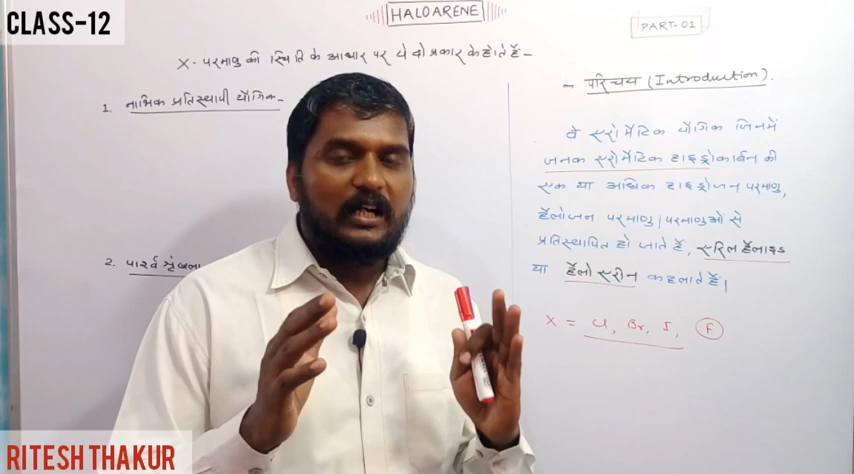 CLASS-12
HALOARENE
PART-01
X - परमाणु की स्थिति के आधार पर ये दो प्रकार के होते हैं -
1. नाभिक प्रतिस्थापी यौगिक -
2. पार्श्व श्रृंखला
- परिचय (Introduction).
वे एरोमैटिक यौगिक जिनमें
जनक एरोमैटिक हाइड्रोकार्बन की
एक या अधिक हाइड्रोजन परमाणु,
हैलोजन परमाणु / परमाणुओं से
प्रतिस्थापित हो जाते हैं, एरिल हैलाइड
या हैलो एरीन कहलाते हैं।
X = Cl, Br, I, F
RITESH THAKUR